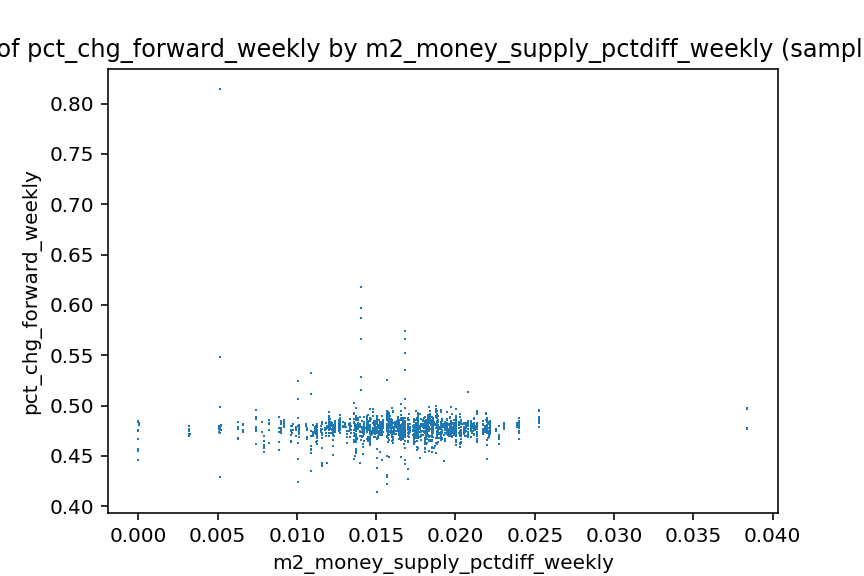 of pct_chg_forward_weekly by m2_money_supply_pctdiff_weekly (sampl
0.80
0.75
0.70
0.65
0.60
0.55
0.50
0.45
0.40
pct_chg_forward_weekly
0.000 0.005 0.010 0.015 0.020 0.025 0.030 0.035 0.040
m2_money_supply_pctdiff_weekly